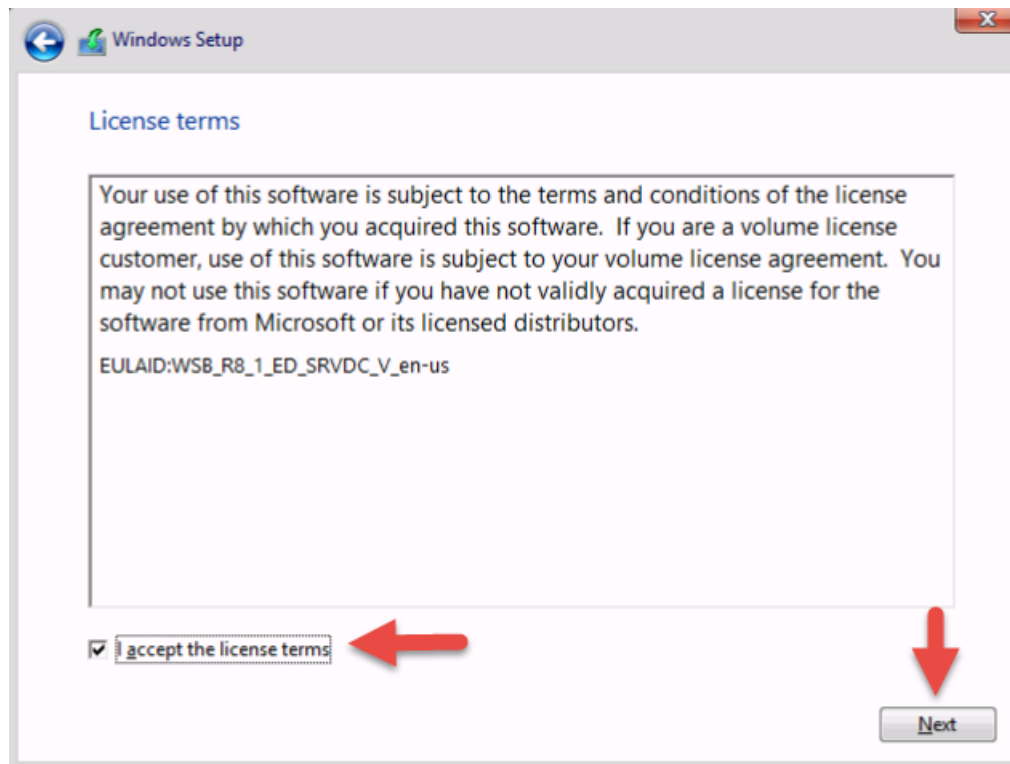 Windows Setup
License terms
Your use of this software is subject to the terms and conditions of the license
agreement by which you acquired this software.  If you are a volume license
customer, use of this software is subject to your volume license agreement.  You
may not use this software if you have not validly acquired a license for the
software from Microsoft or its licensed distributors.
EULAID:WSB_R8_1_ED_SRVDC_V_en-us
I accept the license terms
Next